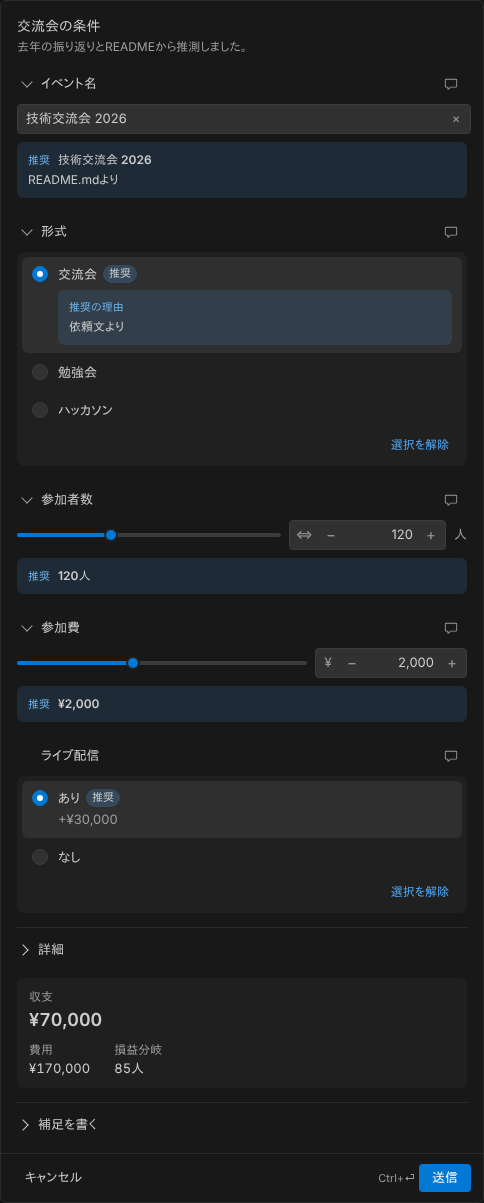 交流会の条件
去年の振り返りとREADMEから推測しました。
イベント名
技術交流会 2026 ×
推奨 技術交流会 2026
README.mdより
形式
交流会 推奨
推奨の理由
依頼文より
勉強会
ハッカソン
選択を解除
参加者数
− 120 + 人
推奨 120人
参加費
¥ − 2,000 +
推奨 ¥2,000
ライブ配信
あり 推奨
+¥30,000
なし
選択を解除
詳細
収支
¥70,000
費用 損益分岐
¥170,000 85人
補足を書く
キャンセル Ctrl+⏎ 送信